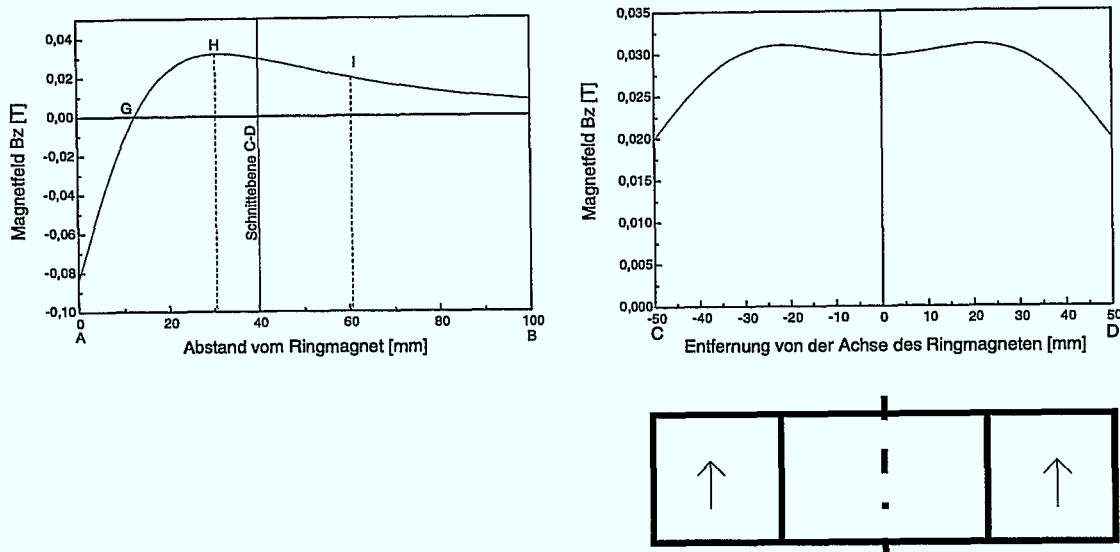 Magnetfeld Bz [T]
0,04
0,02
0,00
-0,02
-0,04
-0,06
-0,08
-0,10
G
H
I
Schnittebene C-D
0 20 40 60 80 100
A B
Abstand vom Ringmagnet [mm]
Magnetfeld Bz [T]
0,035
0,030
0,025
0,020
0,015
0,010
0,005
0,000
-50 -40 -30 -20 -10 0 10 20 30 40 50
C D
Entfernung von der Achse des Ringmagneten [mm]